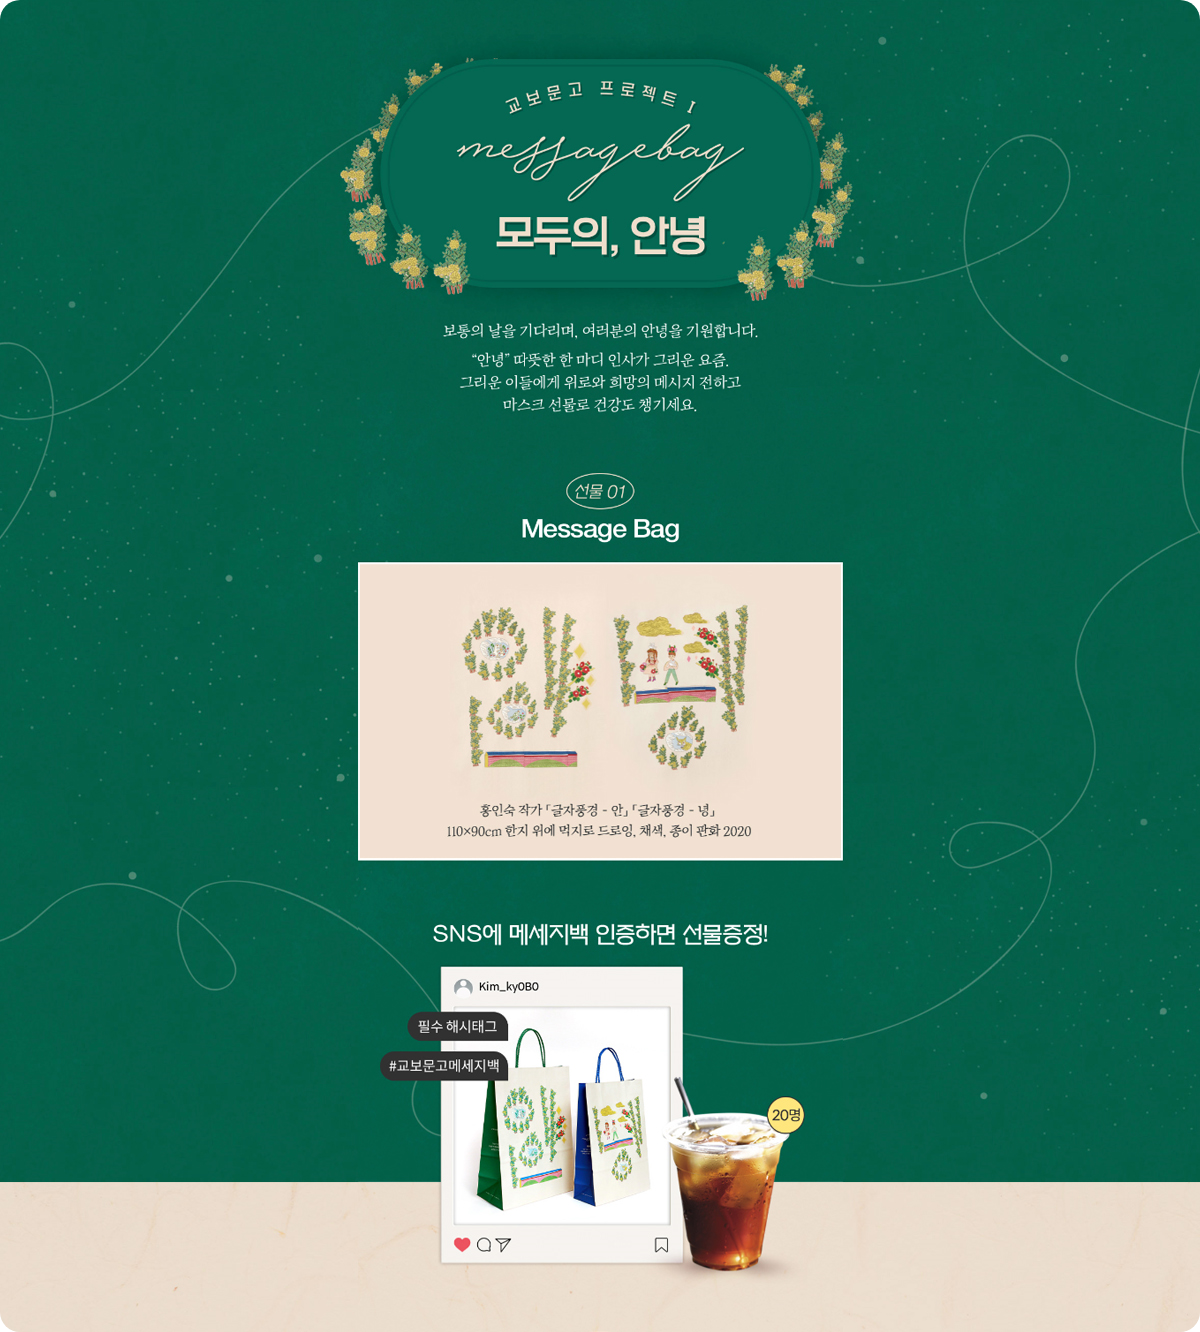 교보문고 프로젝트 I
messagebag
모두의, 안녕
보통의 날을 기다리며, 여러분의 안녕을 기원합니다.
“안녕” 따뜻한 한 마디 인사가 그리운 요즘.
그리운 이들에게 위로와 희망의 메시지 전하고
마스크 선물로 건강도 챙기세요.
선물 01
Message Bag
안녕
홍인숙 작가 「글자풍경 - 안」 「글자풍경 - 녕」
110×90cm 한지 위에 먹지로 드로잉, 채색, 종이 판화 2020
SNS에 메세지백 인증하면 선물증정!
Kim_kyOBO
필수 해시태그
#교보문고메세지백
안
녕
20명